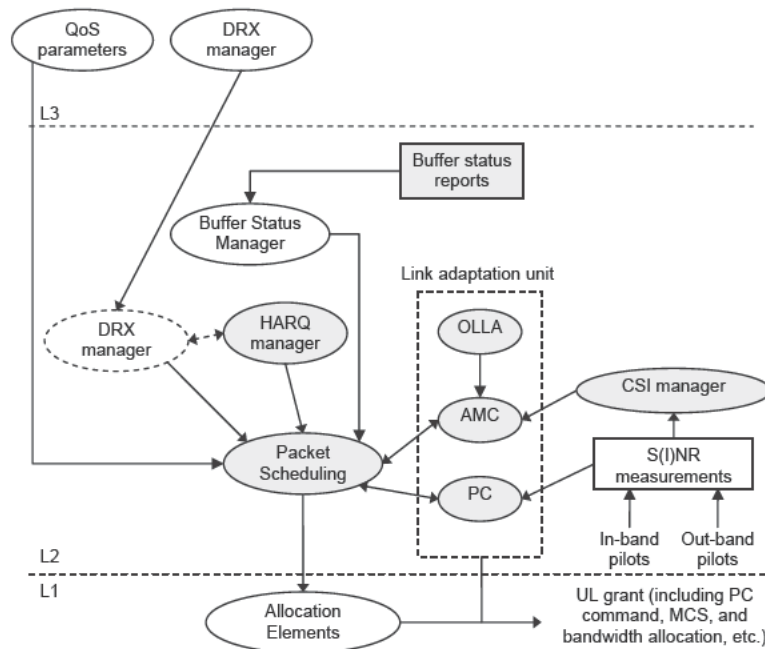 QoS
parameters
DRX
manager
L3
Buffer status
reports
Buffer Status
Manager
Link adaptation unit
DRX
manager
HARQ
manager
OLLA
CSI manager
AMC
Packet
Scheduling
S(I)NR
measurements
PC
In-band
pilots
Out-band
pilots
L2
L1
Allocation
Elements
UL grant (including PC
command, MCS, and
bandwidth allocation, etc.)